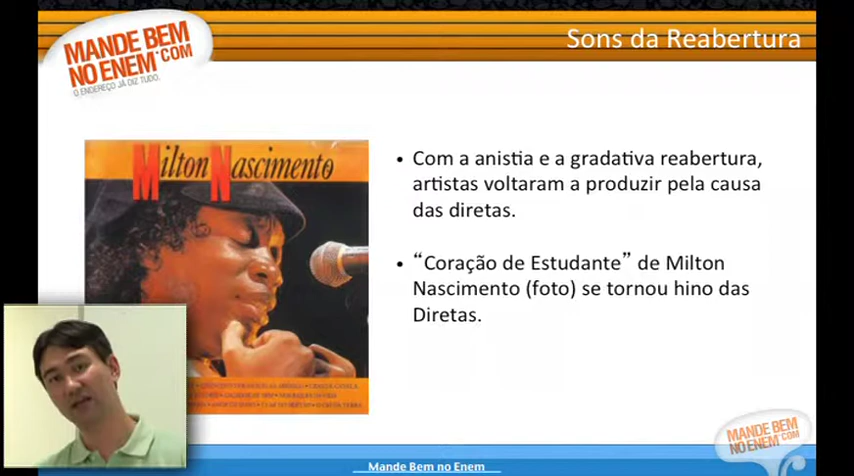 MANDE BEM
NO ENEM.COM
O ENDEREÇO JÁ DIZ TUDO.
Sons da Reabertura
Milton Nascimento
• Com a anistia e a gradativa reabertura,
artistas voltaram a produzir pela causa
das diretas.
• “Coração de Estudante” de Milton
Nascimento (foto) se tornou hino das
Diretas.
MANDE BEM
NO ENEM.COM
Mande Bem no Enem